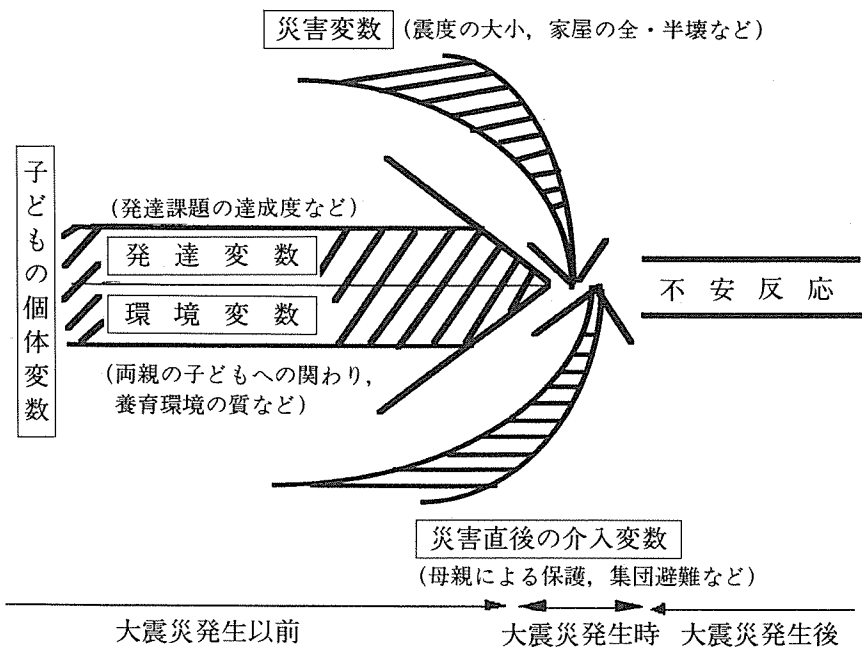 災害変数 (震度の大小，家屋の全・半壊など)
子どもの個体変数
(発達課題の達成度など)
発達変数
環境変数
(両親の子どもへの関わり，
養育環境の質など)
不安反応
災害直後の介入変数
(母親による保護，集団避難など)
大震災発生以前 大震災発生時 大震災発生後